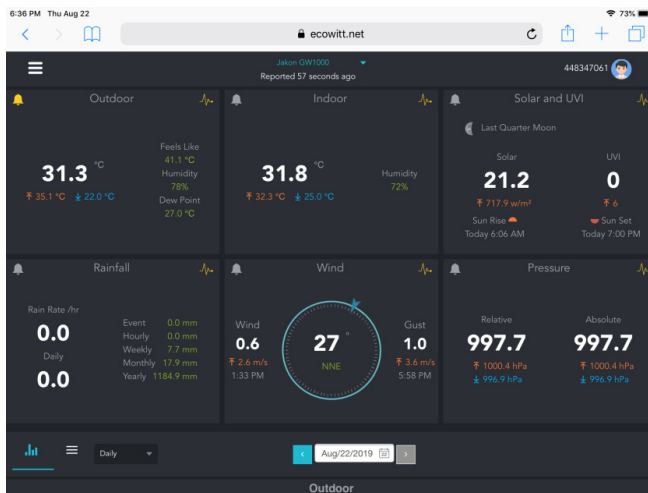 6:36 PM Thu Aug 22
73%
ecowitt.net
Jakon GW1000
Reported 57 seconds ago
448347061
Outdoor
31.3 °C
35.1 °C 22.0 °C
Feels Like
41.1 °C
Humidity
78%
Dew Point
27.0 °C
Indoor
31.8 °C
32.3 °C 25.0 °C
Humidity
72%
Solar and UVI
Last Quarter Moon
Solar
21.2
717.9 w/m²
Sun Rise
Today 6:06 AM
UVI
0
6
Sun Set
Today 7:00 PM
Rainfall
Rain Rate /hr
0.0
Daily
0.0
Event 0.0 mm
Hourly 0.0 mm
Weekly 7.7 mm
Monthly 17.9 mm
Yearly 1184.9 mm
Wind
Wind
0.6
2.6 m/s
1:33 PM
27 °
NNE
Gust
1.0
3.6 m/s
5:58 PM
Pressure
Relative
997.7
1000.4 hPa
996.9 hPa
Absolute
997.7
1000.4 hPa
996.9 hPa
Daily
Aug/22/2019
Outdoor